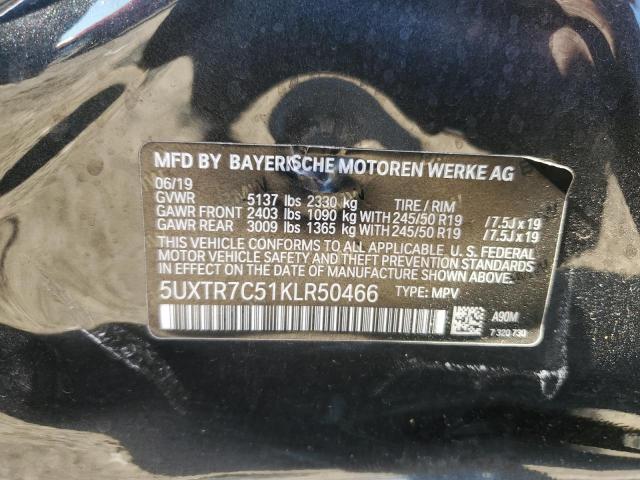 MFD BY BAYERISCHE MOTOREN WERKE AG
06/19
GVWR 5137 lbs 2330 kg TIRE / RIM
GAWR FRONT 2403 lbs 1090 kg WITH 245/50 R19 /7.5J x 19
GAWR REAR 3009 lbs 1365 kg WITH 245/50 R19 /7.5J x 19
THIS VEHICLE CONFORMS TO ALL APPLICABLE U. S. FEDERAL
MOTOR VEHICLE SAFETY AND THEFT PREVENTION STANDARDS
IN EFFECT ON THE DATE OF MANUFACTURE SHOWN ABOVE.
5UXTR7C51KLR50466 TYPE: MPV
A90M
7 320 730